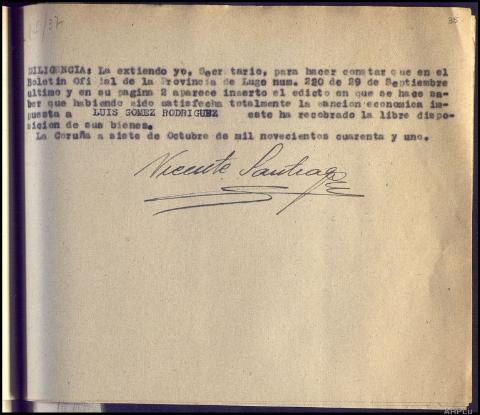 35
DILIGENCIA: La extiendo yo, Secretario, para hacer constar que en el
Boletin Oficial de la Provincia de Lugo num. 220 de 29 de Septiembre
ultimo y en su pagina 2 aparece inserto el edicto en que se hace sa-
ber que habiendo sido satisfecha totalmente la sancion economica im-
puesta a LUIS GOMEZ RODRIGUEZ este ha recobrado la libre dispo-
sicion de sus bienes.
La Coruña a siete de Octubre de mil novecientos cuarenta y uno.
Vicente Santiago
AHPLu